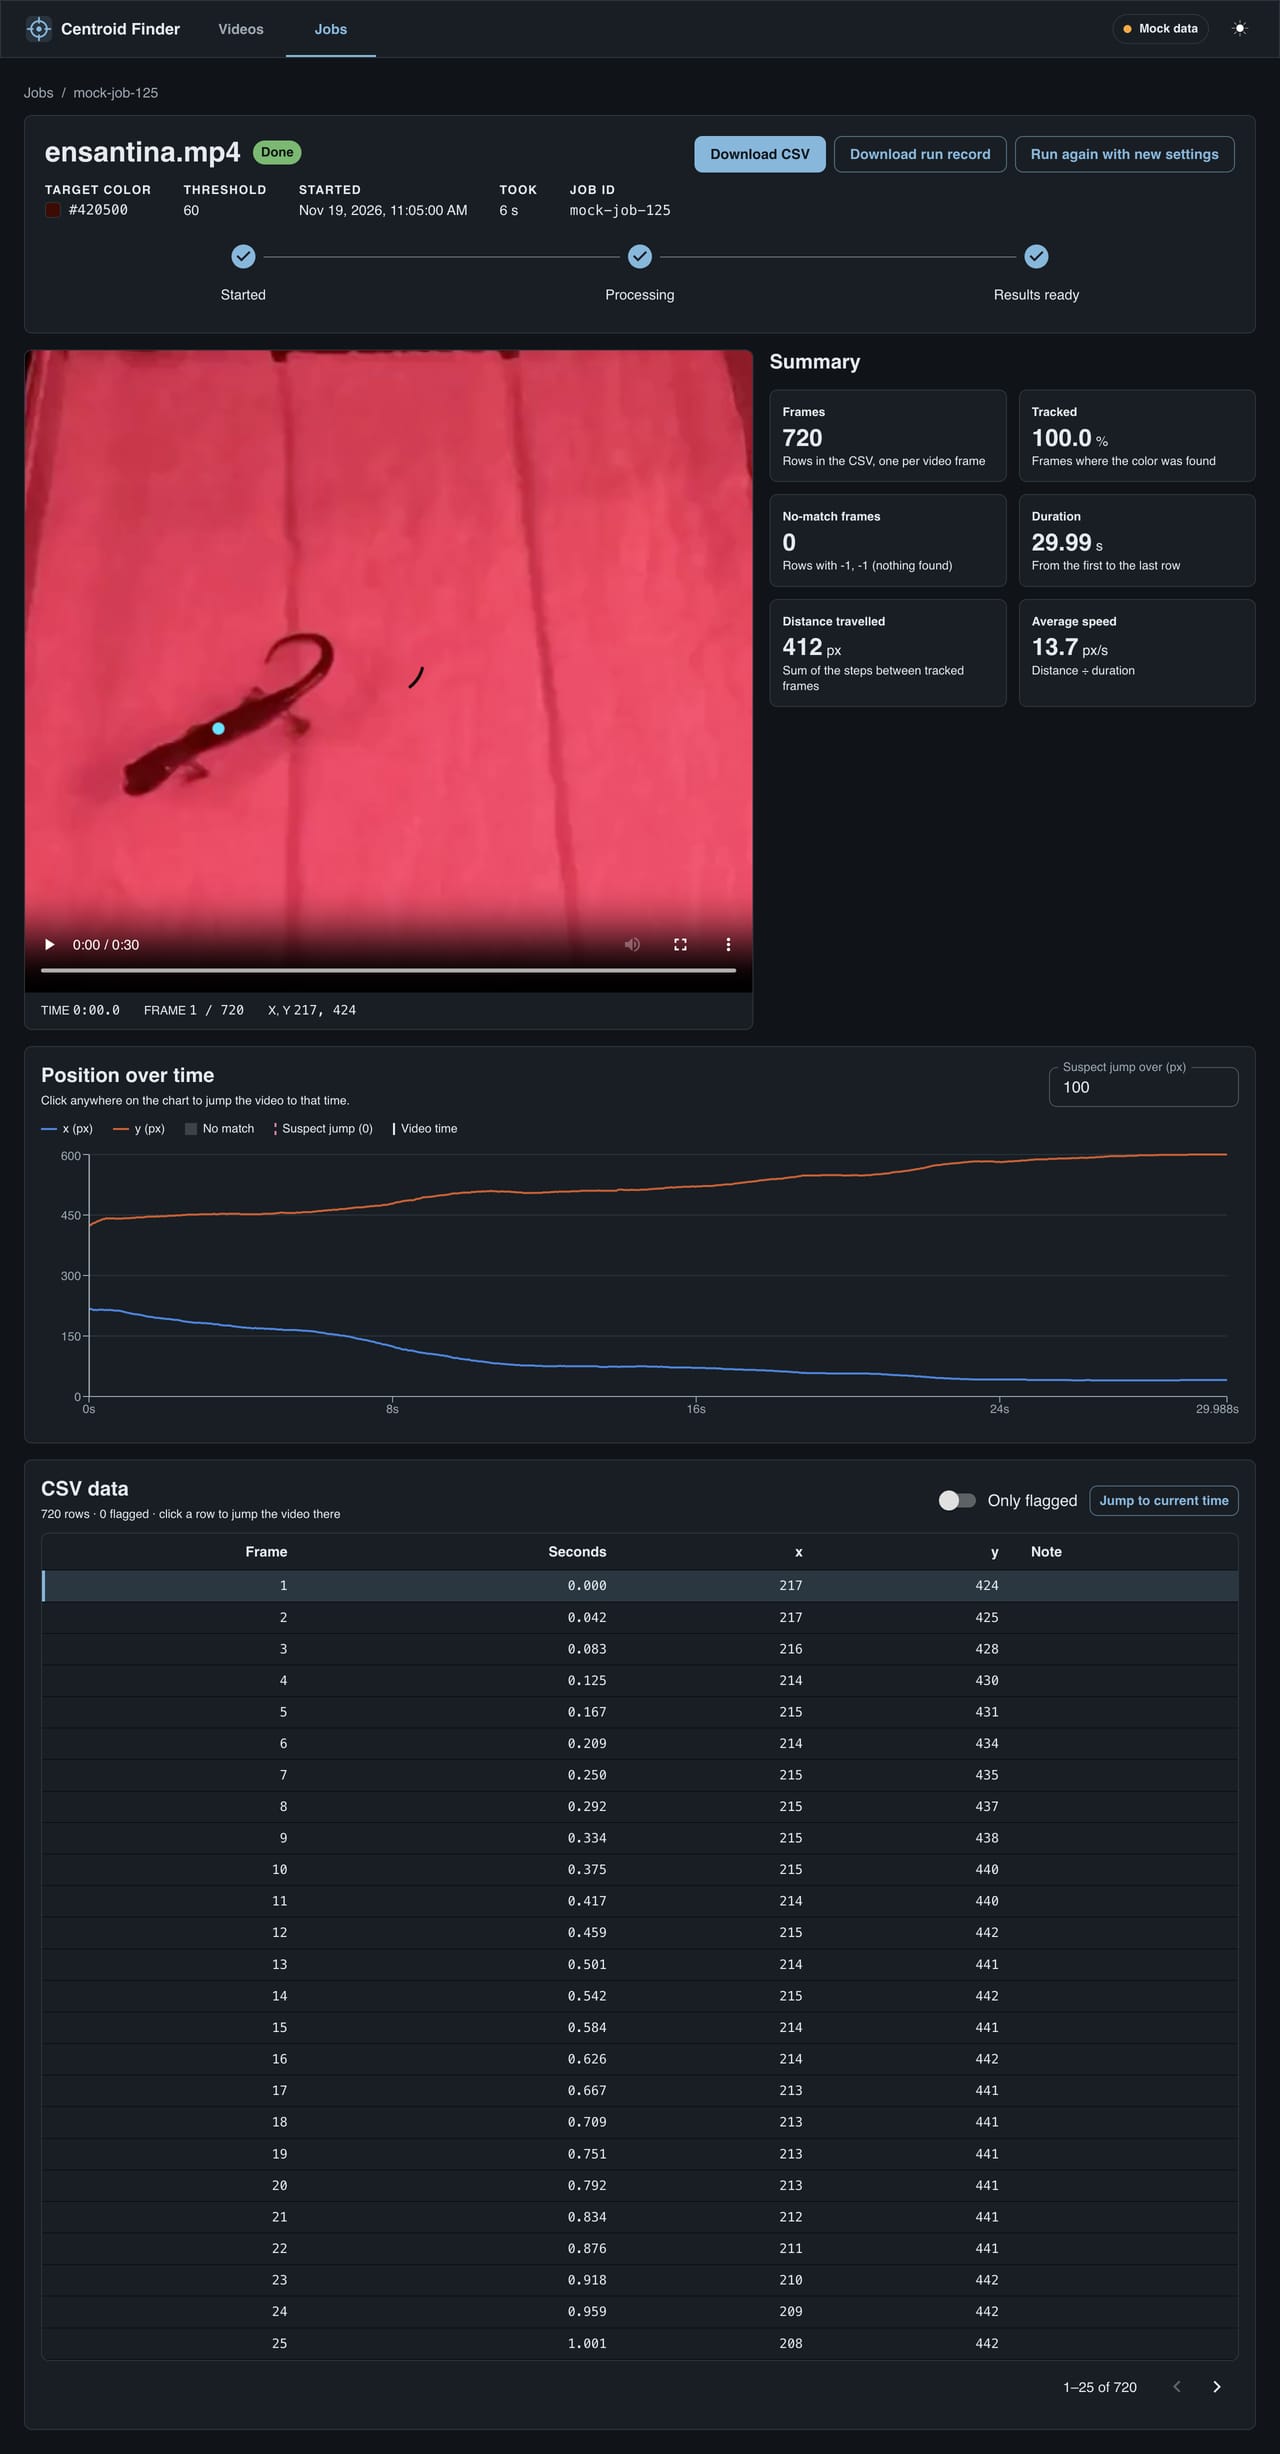 Centroid Finder Videos Jobs Mock data
Jobs / mock-job-125
ensantina.mp4 Done Download CSV Download run record Run again with new settings
TARGET COLOR THRESHOLD STARTED TOOK JOB ID
#420500 60 Nov 19, 2026, 11:05:00 AM 6 s mock-job-125
Started Processing Results ready
Summary
Frames Tracked
720 100.0 %
Rows in the CSV, one per video frame Frames where the color was found
No-match frames Duration
0 29.99 s
Rows with -1, -1 (nothing found) From the first to the last row
Distance travelled Average speed
412 px 13.7 px/s
Sum of the steps between tracked Distance ÷ duration
frames
0:00 / 0:30
TIME 0:00.0 FRAME 1 / 720 X, Y 217, 424
Position over time
Suspect jump over (px)
100
Click anywhere on the chart to jump the video to that time.
x (px) y (px) No match Suspect jump (0) Video time
600
450
300
150
0
0s 8s 16s 24s 29.988s
CSV data
720 rows · 0 flagged · click a row to jump the video there
Only flagged Jump to current time
Frame Seconds x y Note
1 0.000 217 424
2 0.042 217 425
3 0.083 216 428
4 0.125 214 430
5 0.167 215 431
6 0.209 214 434
7 0.250 215 435
8 0.292 215 437
9 0.334 215 438
10 0.375 215 440
11 0.417 214 440
12 0.459 215 442
13 0.501 214 441
14 0.542 215 442
15 0.584 214 441
16 0.626 214 442
17 0.667 213 441
18 0.709 213 441
19 0.751 213 441
20 0.792 213 441
21 0.834 212 441
22 0.876 211 441
23 0.918 210 442
24 0.959 209 442
25 1.001 208 442
1–25 of 720